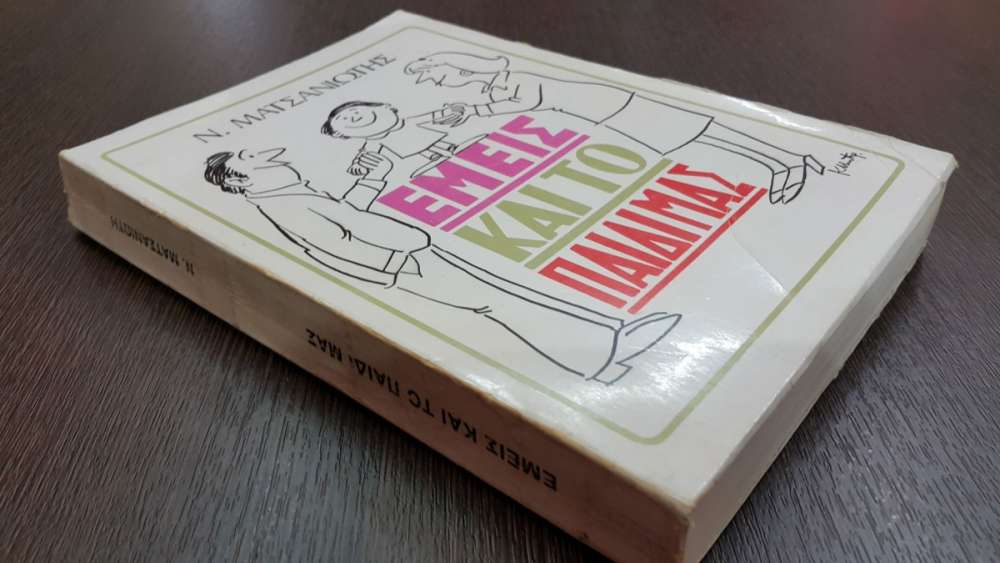 Ν. ΜΑΤΣΑΝΙΩΤΗΣ
ΕΜΕΙΣ
ΚΑΙ ΤΟ
ΠΑΙΔΙ ΜΑΣ
Ν. ΜΑΤΣΑΝΙΩΤΗ
ΕΜΕΙΣ ΚΑΙ ΤΟ ΠΑΙΔΙ ΜΑΣ